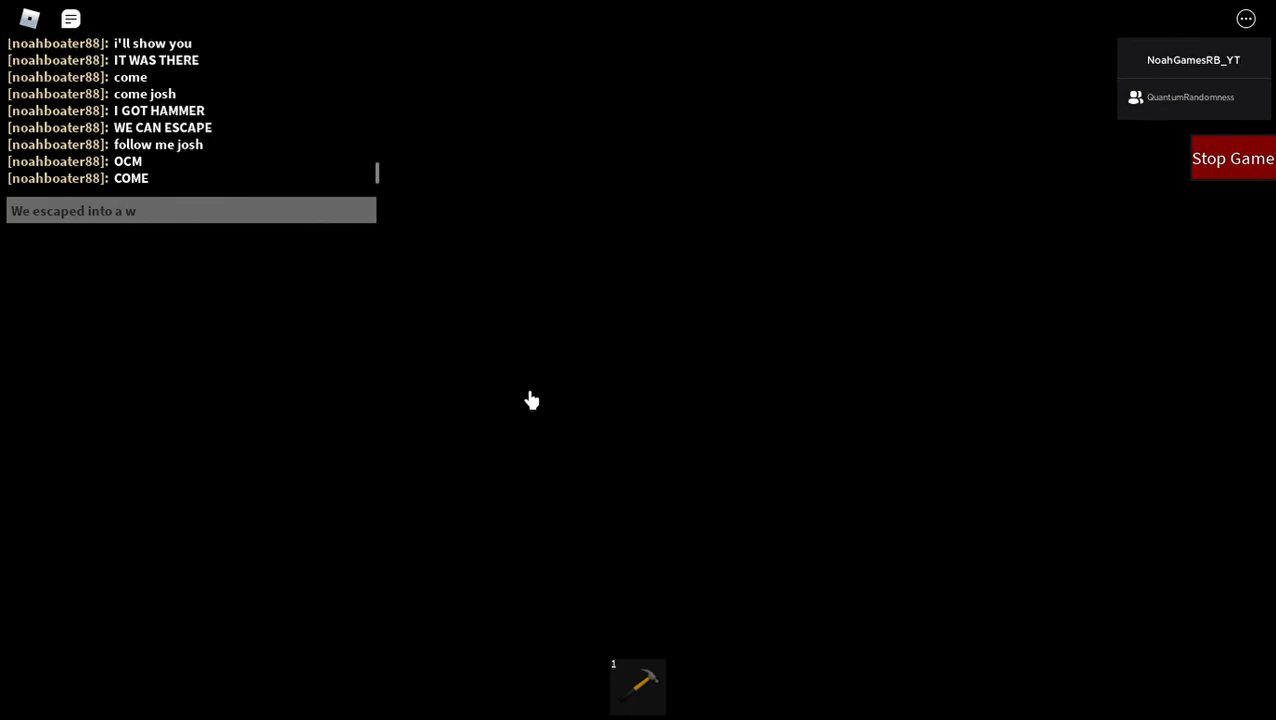 [noahboater88]: i'll show you
[noahboater88]: IT WAS THERE
[noahboater88]: come
[noahboater88]: come josh
[noahboater88]: I GOT HAMMER
[noahboater88]: WE CAN ESCAPE
[noahboater88]: follow me josh
[noahboater88]: OCM
[noahboater88]: COME
We escaped into a w
NoahGamesRB_YT
QuantumRandomness
Stop Game
1